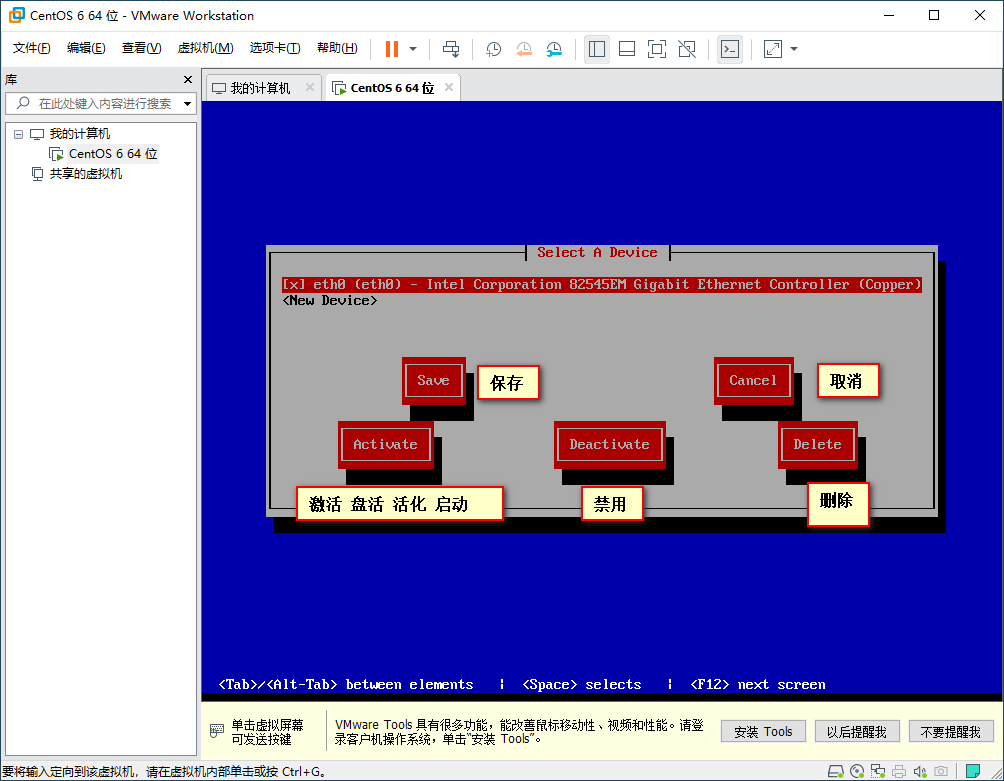 CentOS 6 64 位 - VMware Workstation
文件(F) 编辑(E) 查看(V) 虚拟机(M) 选项卡(T) 帮助(H)
库
在此处键入内容进行搜索
我的计算机
CentOS 6 64 位
共享的虚拟机
我的计算机
CentOS 6 64 位
Select A Device
[x] eth0 (eth0) - Intel Corporation 82545EM Gigabit Ethernet Controller (Copper)
<New Device>
Save 保存 Cancel 取消
Activate Deactivate Delete
激活 盘活 活化 启动 禁用 删除
<Tab>/<Alt-Tab> between elements | <Space> selects | <F12> next screen
单击虚拟屏幕
可发送按键
VMware Tools 具有很多功能，能改善鼠标移动性、视频和性能。请登
录客户机操作系统，单击“安装 Tools”。
安装 Tools 以后提醒我 不要提醒我
要将输入定向到该虚拟机，请在虚拟机内部单击或按 Ctrl+G。